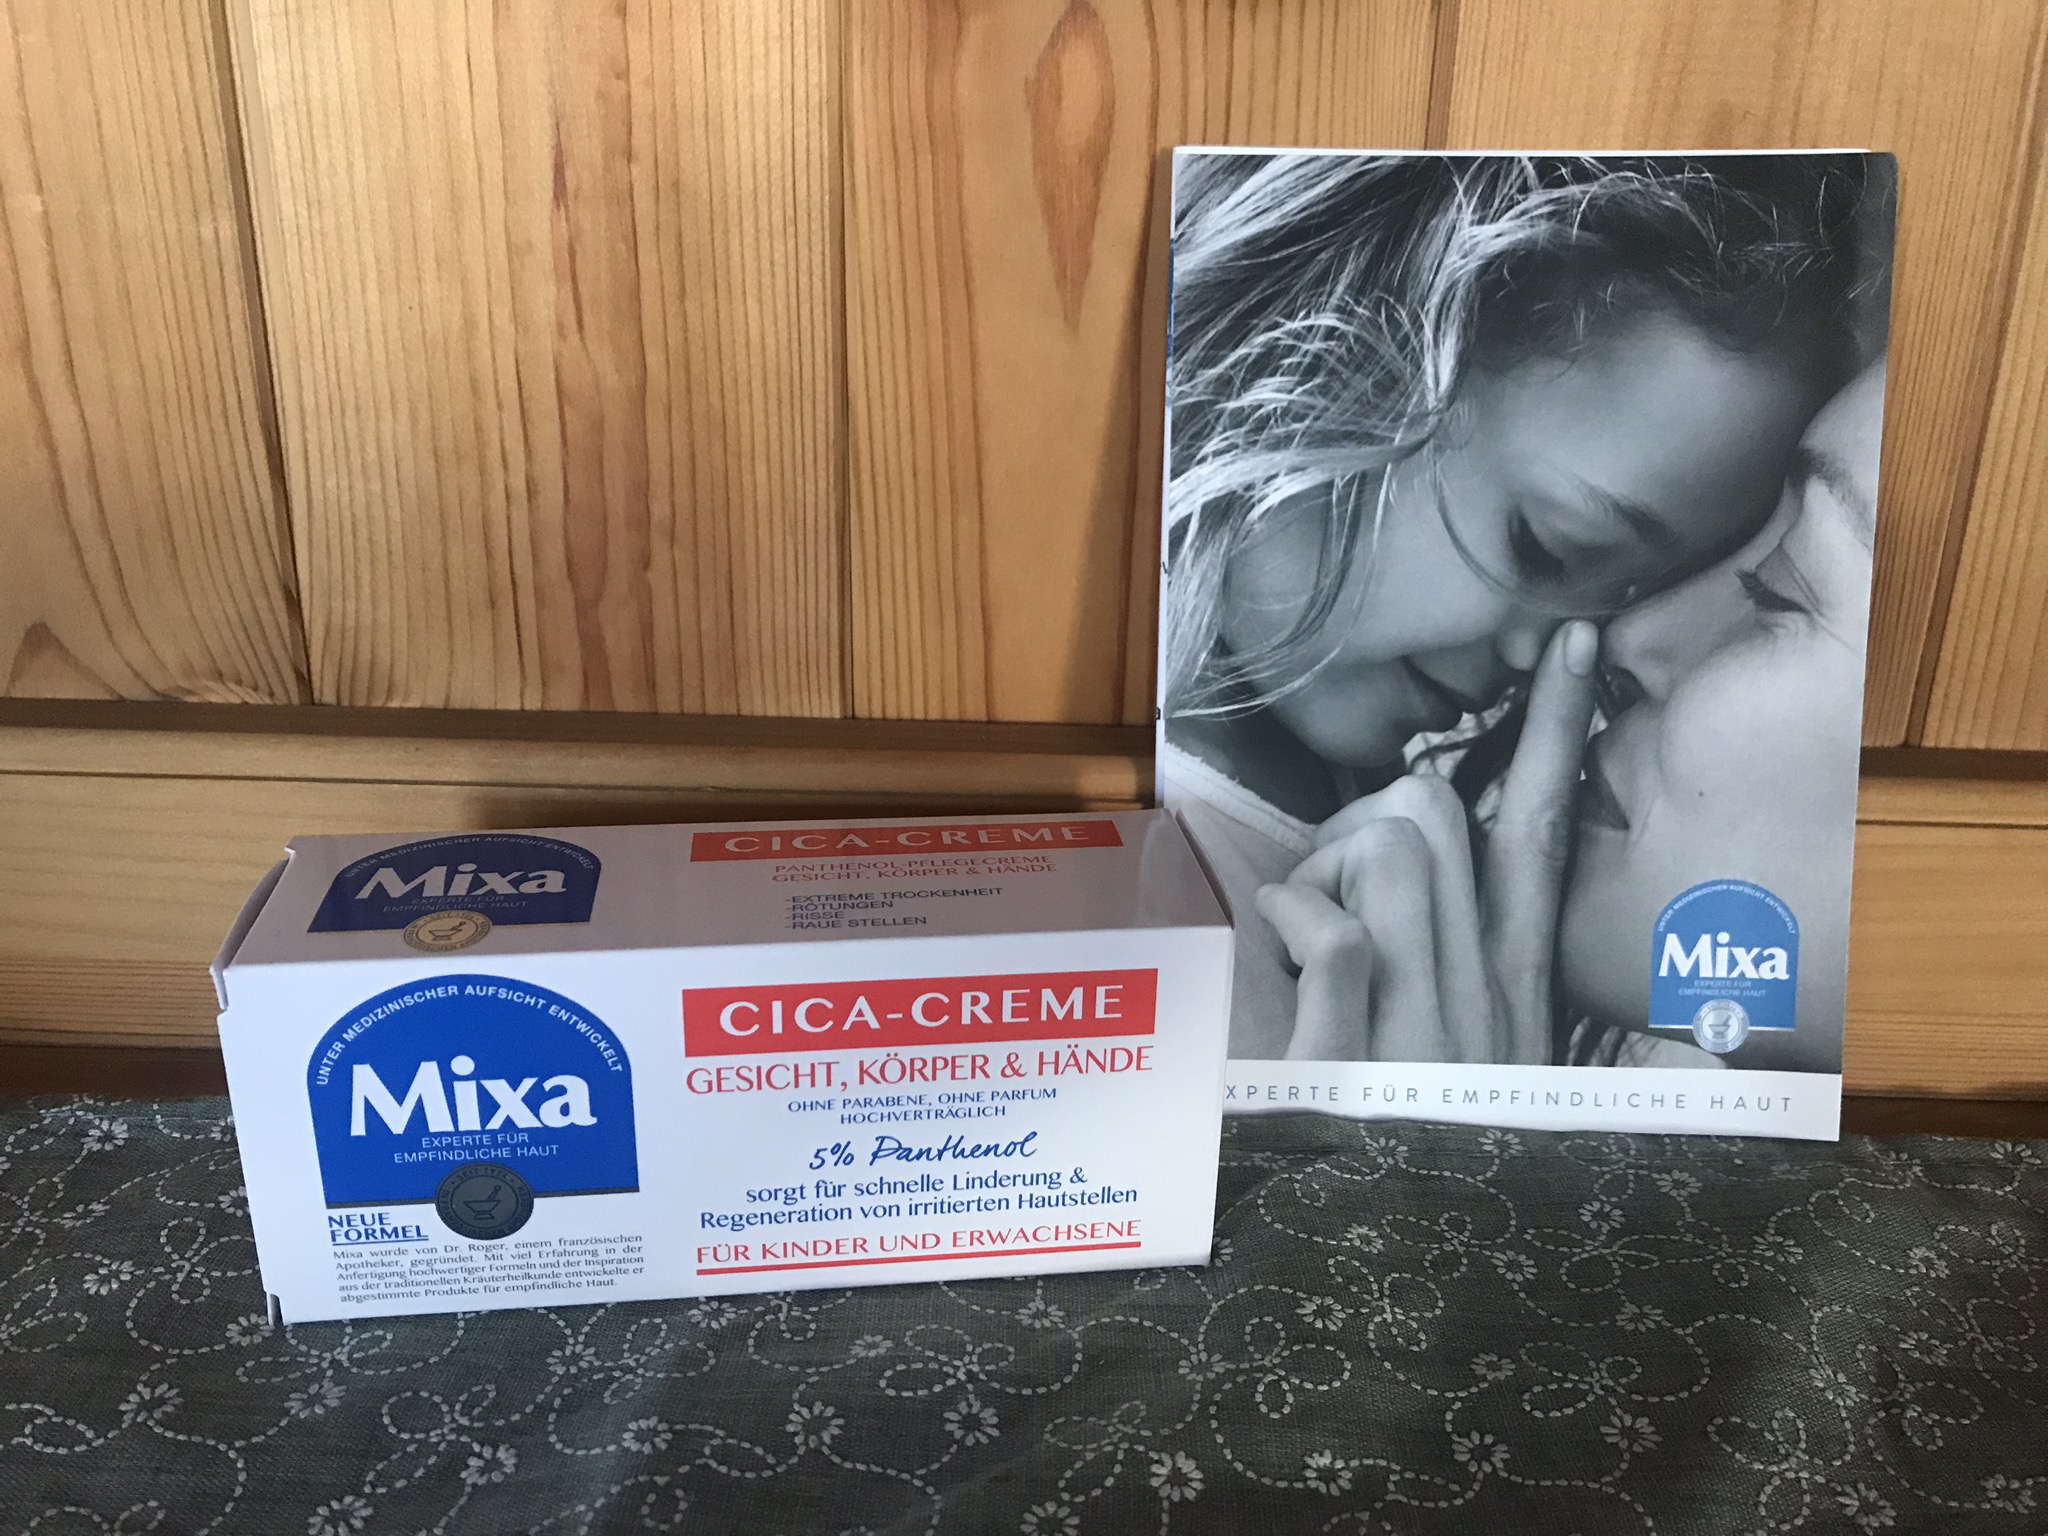 UNTER MEDIZINISCHER AUFSICHT ENTWICKELT
Mixa
EXPERTE FÜR
EMPFINDLICHE HAUT
CICA-CREME
PANTHENOL-PFLEGECREME
GESICHT, KÖRPER & HÄNDE
-EXTREME TROCKENHEIT
-RÖTUNGEN
-RISSE
-RAUE STELLEN
UNTER MEDIZINISCHER AUFSICHT ENTWICKELT
Mixa
EXPERTE FÜR
EMPFINDLICHE HAUT
NEUE
FORMEL
Mixa wurde von Dr. Roger, einem französischen
Apotheker, gegründet. Mit viel Erfahrung in der
Anfertigung hochwertiger Formeln und der Inspiration
aus der traditionellen Kräuterheilkunde entwickelte er
abgestimmte Produkte für empfindliche Haut.
CICA-CREME
GESICHT, KÖRPER & HÄNDE
OHNE PARABENE, OHNE PARFUM
HOCHVERTRÄGLICH
5% Panthenol
sorgt für schnelle Linderung &
Regeneration von irritierten Hautstellen
FÜR KINDER UND ERWACHSENE
UNTER MEDIZINISCHER AUFSICHT ENTWICKELT
Mixa
EXPERTE FÜR
EMPFINDLICHE HAUT
XPERTE FÜR EMPFINDLICHE HAUT